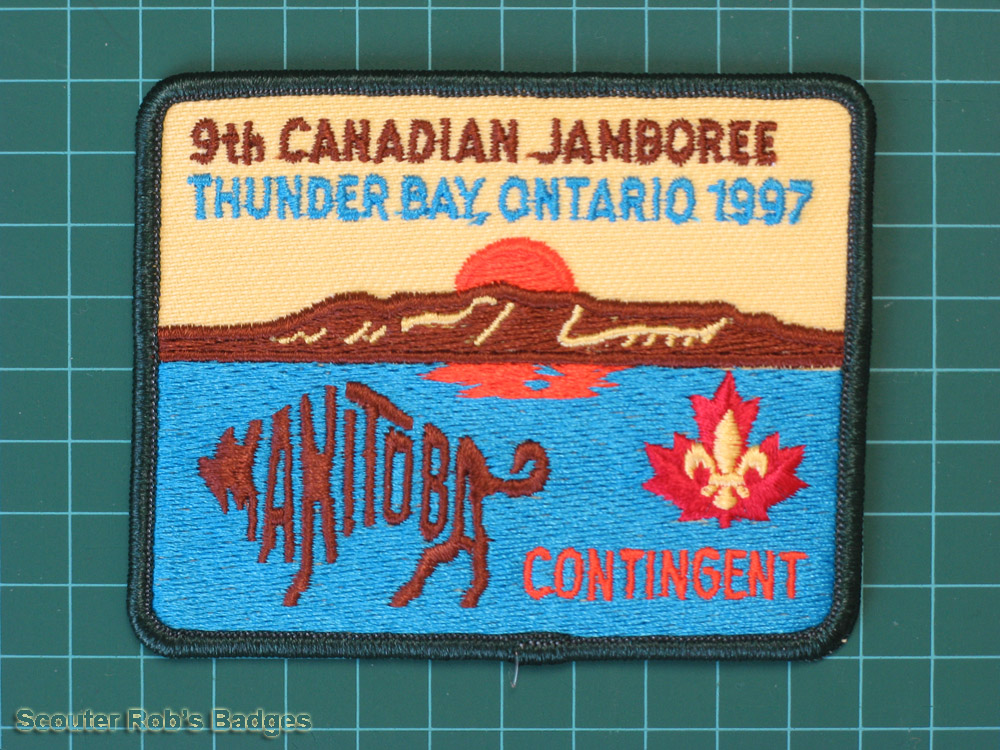 9th CANADIAN JAMBOREE
THUNDER BAY, ONTARIO 1997
MANITOBA
CONTINGENT
Scouter Rob's Badges